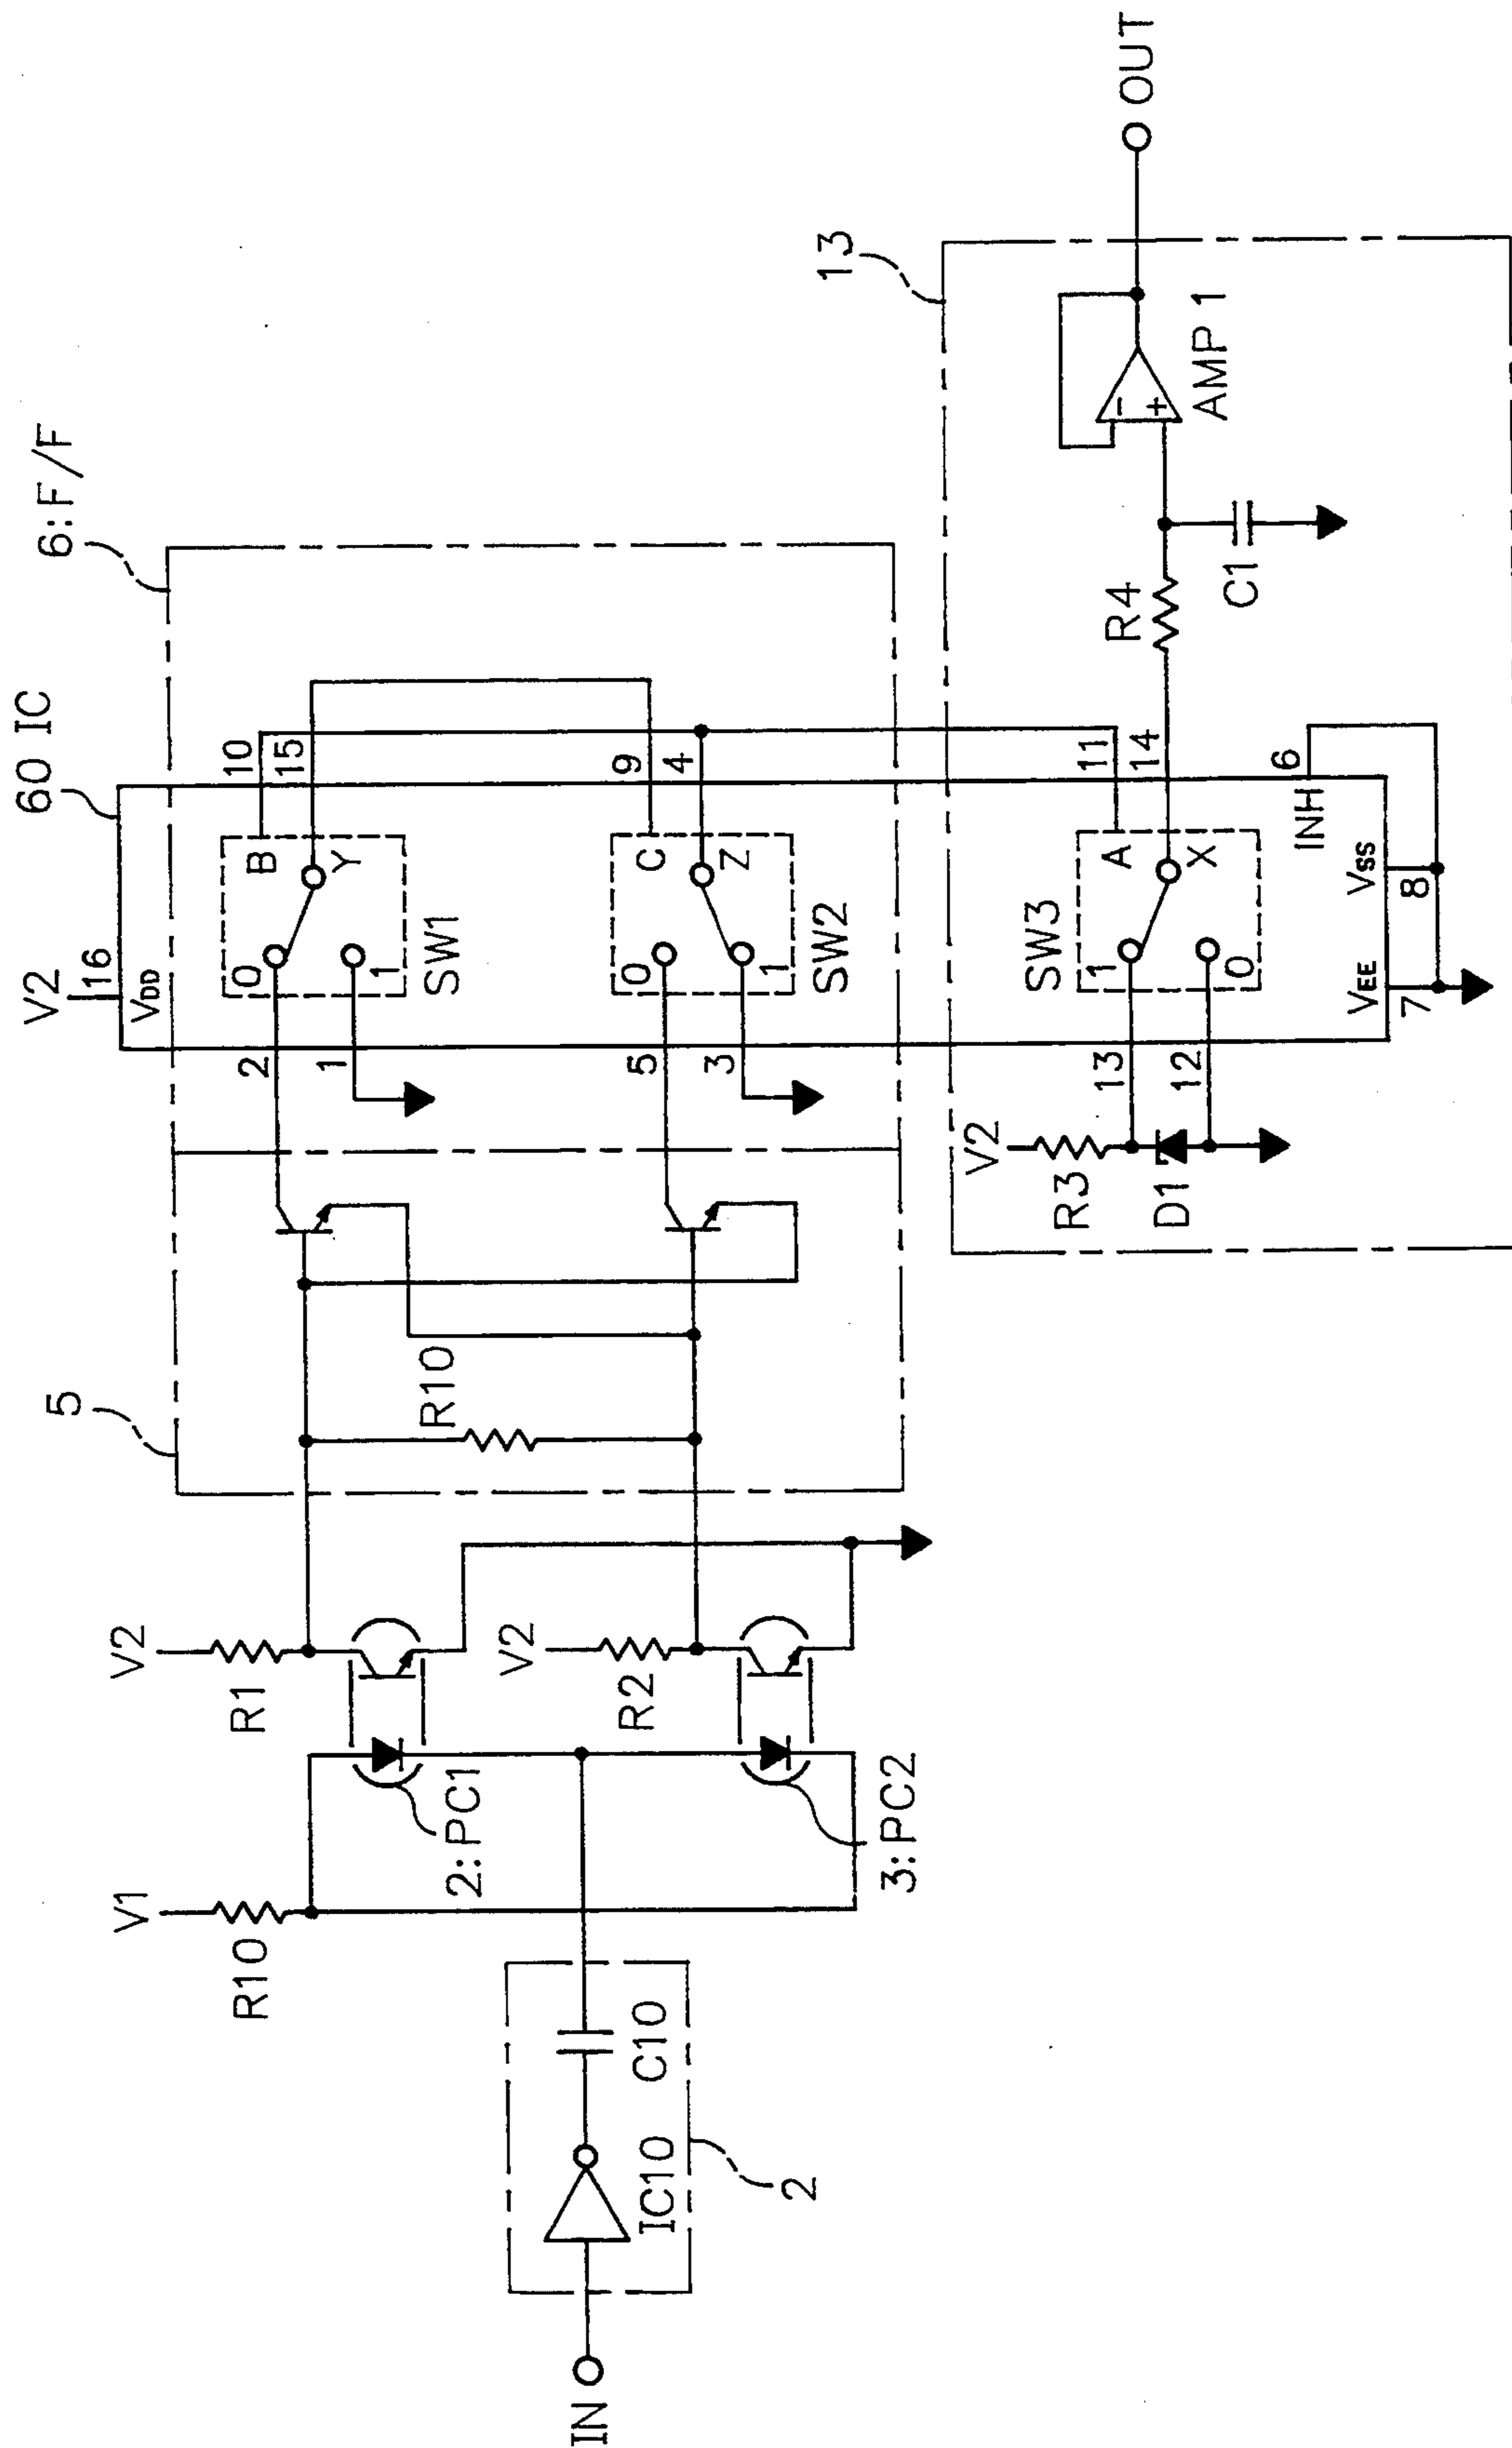 IN
2
IC10
C10
V1
R10
2:PC1
3:PC2
V2
R1
V2
R2
5
R10
6:F/F
60 IC
V2
16
VDD
2
1
0
1
B
Y
SW1
10
15
5
3
0
1
C
Z
SW2
9
4
13
V2
R3
D1
13
12
SW3
1
0
A
X
11
14
INH
6
VEE
7
VSS
8
R4
C1
AMP 1
−
+
OUT